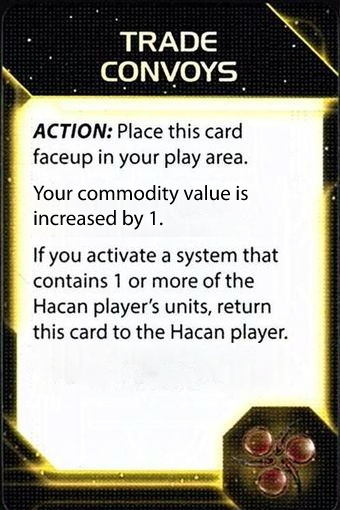 TRADE
CONVOYS
ACTION: Place this card
faceup in your play area.
Your commodity value is
increased by 1.
If you activate a system that
contains 1 or more of the
Hacan player's units, return
this card to the Hacan player.